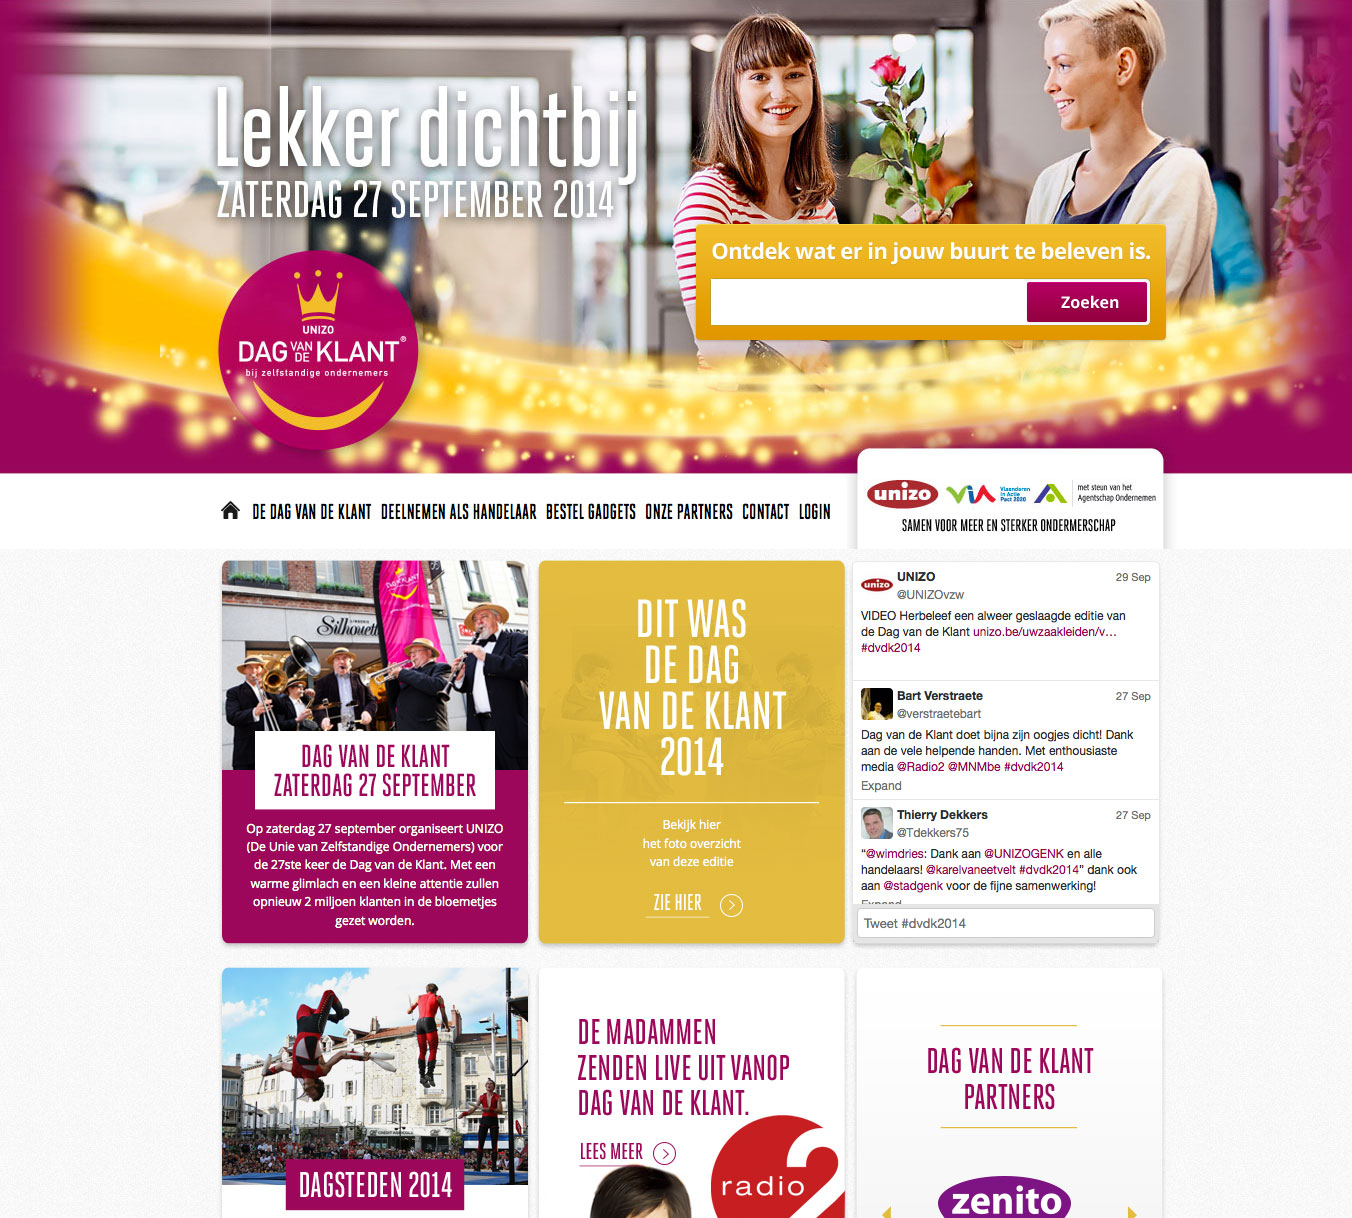 Lekker dichtbij
ZATERDAG 27 SEPTEMBER 2014
Ontdek wat er in jouw buurt te beleven is.
Zoeken
UNIZO
DAG VAN DE KLANT®
bij zelfstandige ondernemers
DE DAG VAN DE KLANT DEELNEMEN ALS HANDELAAR BESTEL GADGETS ONZE PARTNERS CONTACT LOGIN
unizo
ViA
Vlaanderen
in Actie
Pact 2020
met steun van het
Agentschap Ondernemen
SAMEN VOOR MEER EN STERKER ONDERMERSCHAP
Silhouett
DAG VAN DE KLANT
DAG VAN DE KLANT
ZATERDAG 27 SEPTEMBER
Op zaterdag 27 september organiseert UNIZO
(De Unie van Zelfstandige Ondernemers) voor
de 27ste keer de Dag van de Klant. Met een
warme glimlach en een kleine attentie zullen
opnieuw 2 miljoen klanten in de bloemetjes
gezet worden.
DIT WAS
DE DAG
VAN DE KLANT
2014
Bekijk hier
het foto overzicht
van deze editie
ZIE HIER
unizo
UNIZO 29 Sep
@UNIZOvzw
VIDEO Herbeleef een alweer geslaagde editie van
de Dag van de Klant unizo.be/uwzaakleiden/v…
#dvdk2014
Bart Verstraete 27 Sep
@verstraetebart
Dag van de Klant doet bijna zijn oogjes dicht! Dank
aan de vele helpende handen. Met enthousiaste
media @Radio2 @MNMbe #dvdk2014
Expand
Thierry Dekkers 27 Sep
@Tdekkers75
“@wimdries: Dank aan @UNIZOGENK en alle
handelaars! @karelvaneetvelt #dvdk2014” dank ook
aan @stadgenk voor de fijne samenwerking!
Expand
Tweet #dvdk2014
DAGSTEDEN 2014
DE MADAMMEN
ZENDEN LIVE UIT VANOP
DAG VAN DE KLANT.
LEES MEER
radio 2
DAG VAN DE KLANT
PARTNERS
zenito